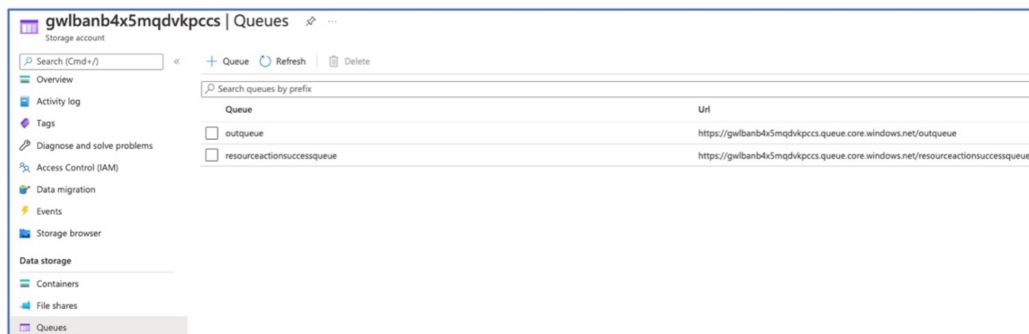 gwlbanb4x5mqdvkpccs | Queues
Storage account
Search (Cmd+/)
Overview
Activity log
Tags
Diagnose and solve problems
Access Control (IAM)
Data migration
Events
Storage browser
Data storage
Containers
File shares
Queues
+ Queue Refresh Delete
Search queues by prefix
Queue Url
outqueue https://gwlbanb4x5mqdvkpccs.queue.core.windows.net/outqueue
resourceactionsuccessqueue https://gwlbanb4x5mqdvkpccs.queue.core.windows.net/resourceactionsuccessqueue